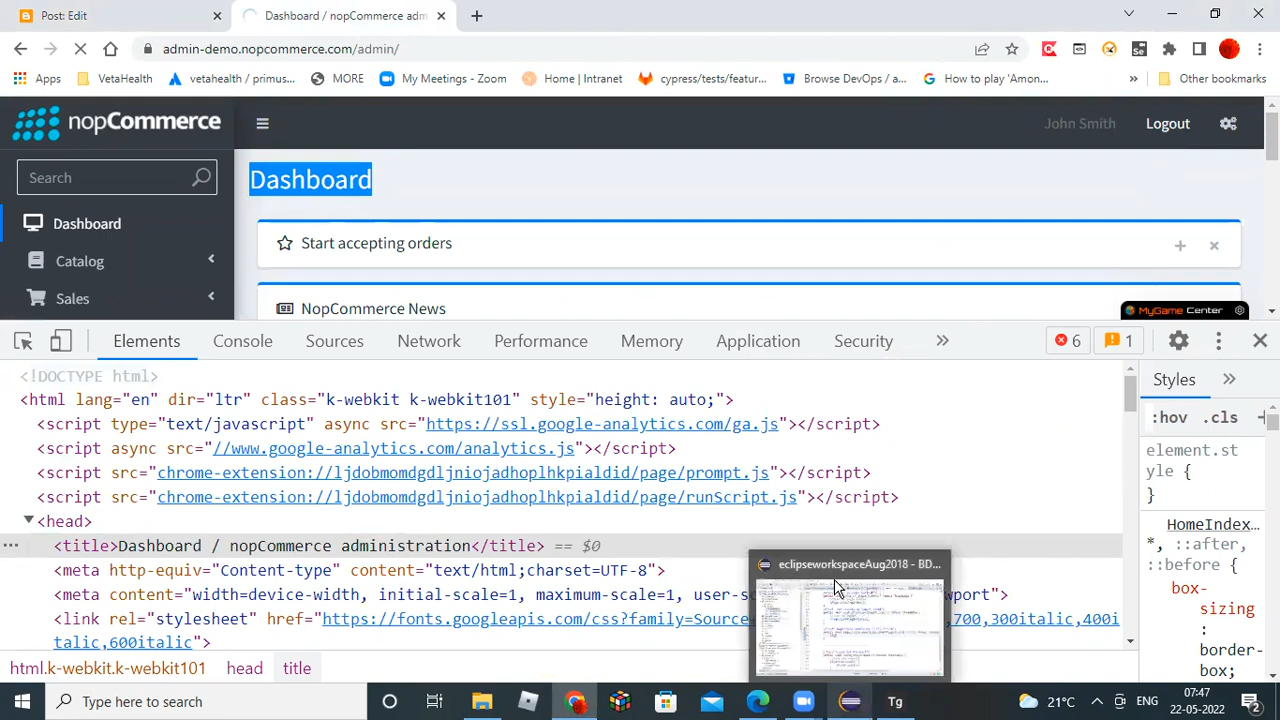 Post: Edit
Dashboard / nopCommerce adm
admin-demo.nopcommerce.com/admin/
Apps
VetaHealth
vetahealth / primus...
MORE
My Meetings - Zoom
Home | Intranet
cypress/tests/featur...
Browse DevOps / a...
How to play 'Amon...
Other bookmarks
nopCommerce
John Smith
Logout
Search
Dashboard
Dashboard
Start accepting orders
Catalog
Sales
NopCommerce News
MyGame Center
Elements
Console
Sources
Network
Performance
Memory
Application
Security
6
1
<!DOCTYPE html>
<html lang="en" dir="ltr" class="k-webkit k-webkit101" style="height: auto;">
<script type="text/javascript" async src="https://ssl.google-analytics.com/ga.js"></script>
<script async src="//www.google-analytics.com/analytics.js"></script>
<script src="chrome-extension://ljdobmomdgdljniojadhoplhkpialdid/page/prompt.js"></script>
<script src="chrome-extension://ljdobmomdgdljniojadhoplhkpialdid/page/runScript.js"></script>
<head>
<title>Dashboard / nopCommerce administration</title> == $0
<meta http-equiv="Content-type" content="text/html;charset=UTF-8">
<meta name="width=device-width, initial-scale=1, maximum-scale=1, user-sc
port">
<link rel="stylesheet" href="https://fonts.googleapis.com/css?family=Source
,700,300italic,400i
talic,600italic">
html.k-webkit.k-webkit101
head
title
Styles
:hov
.cls
element.st
yle {
}
HomeIndex…
*, ::after,
::before {
box-
sizing
:
border-
box;
eclipseworkspaceAug2018 - BD...
Type here to search
Tg
21°C
ENG
07:47
22-05-2022
2